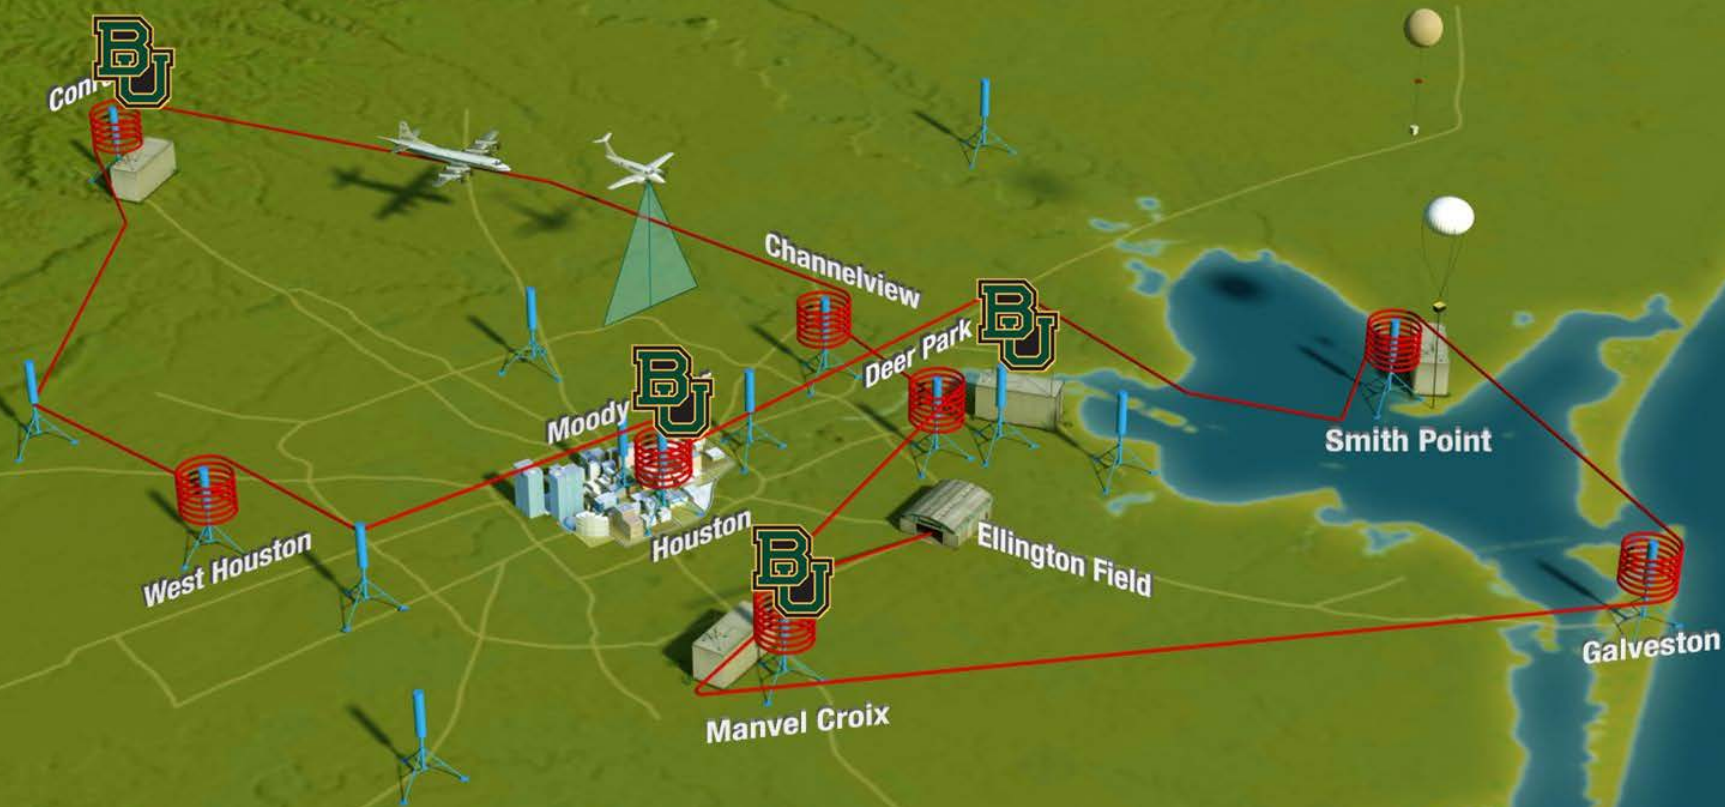 BU
Channelview
BU
Deer Park
BU
Moody
Smith Point
Houston
BU
Ellington Field
West Houston
Galveston
Manvel Croix